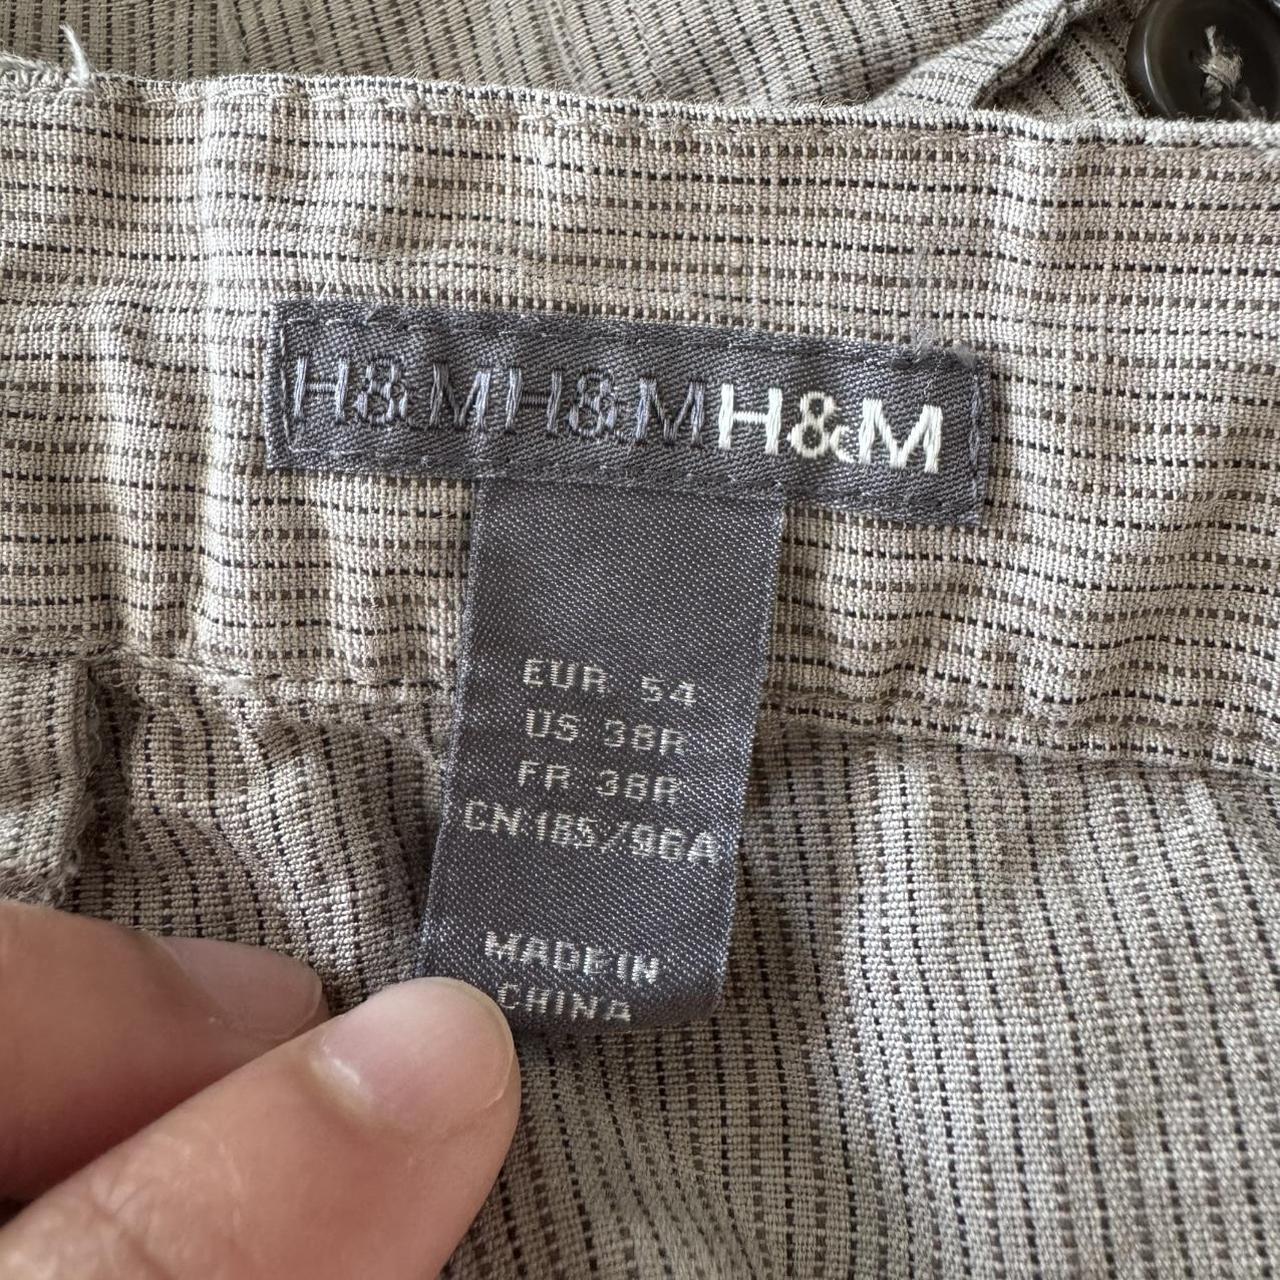 H&MH&MH&M
EUR 54
US 38R
FR 38R
CN:185/96A
MADE IN
CHINA